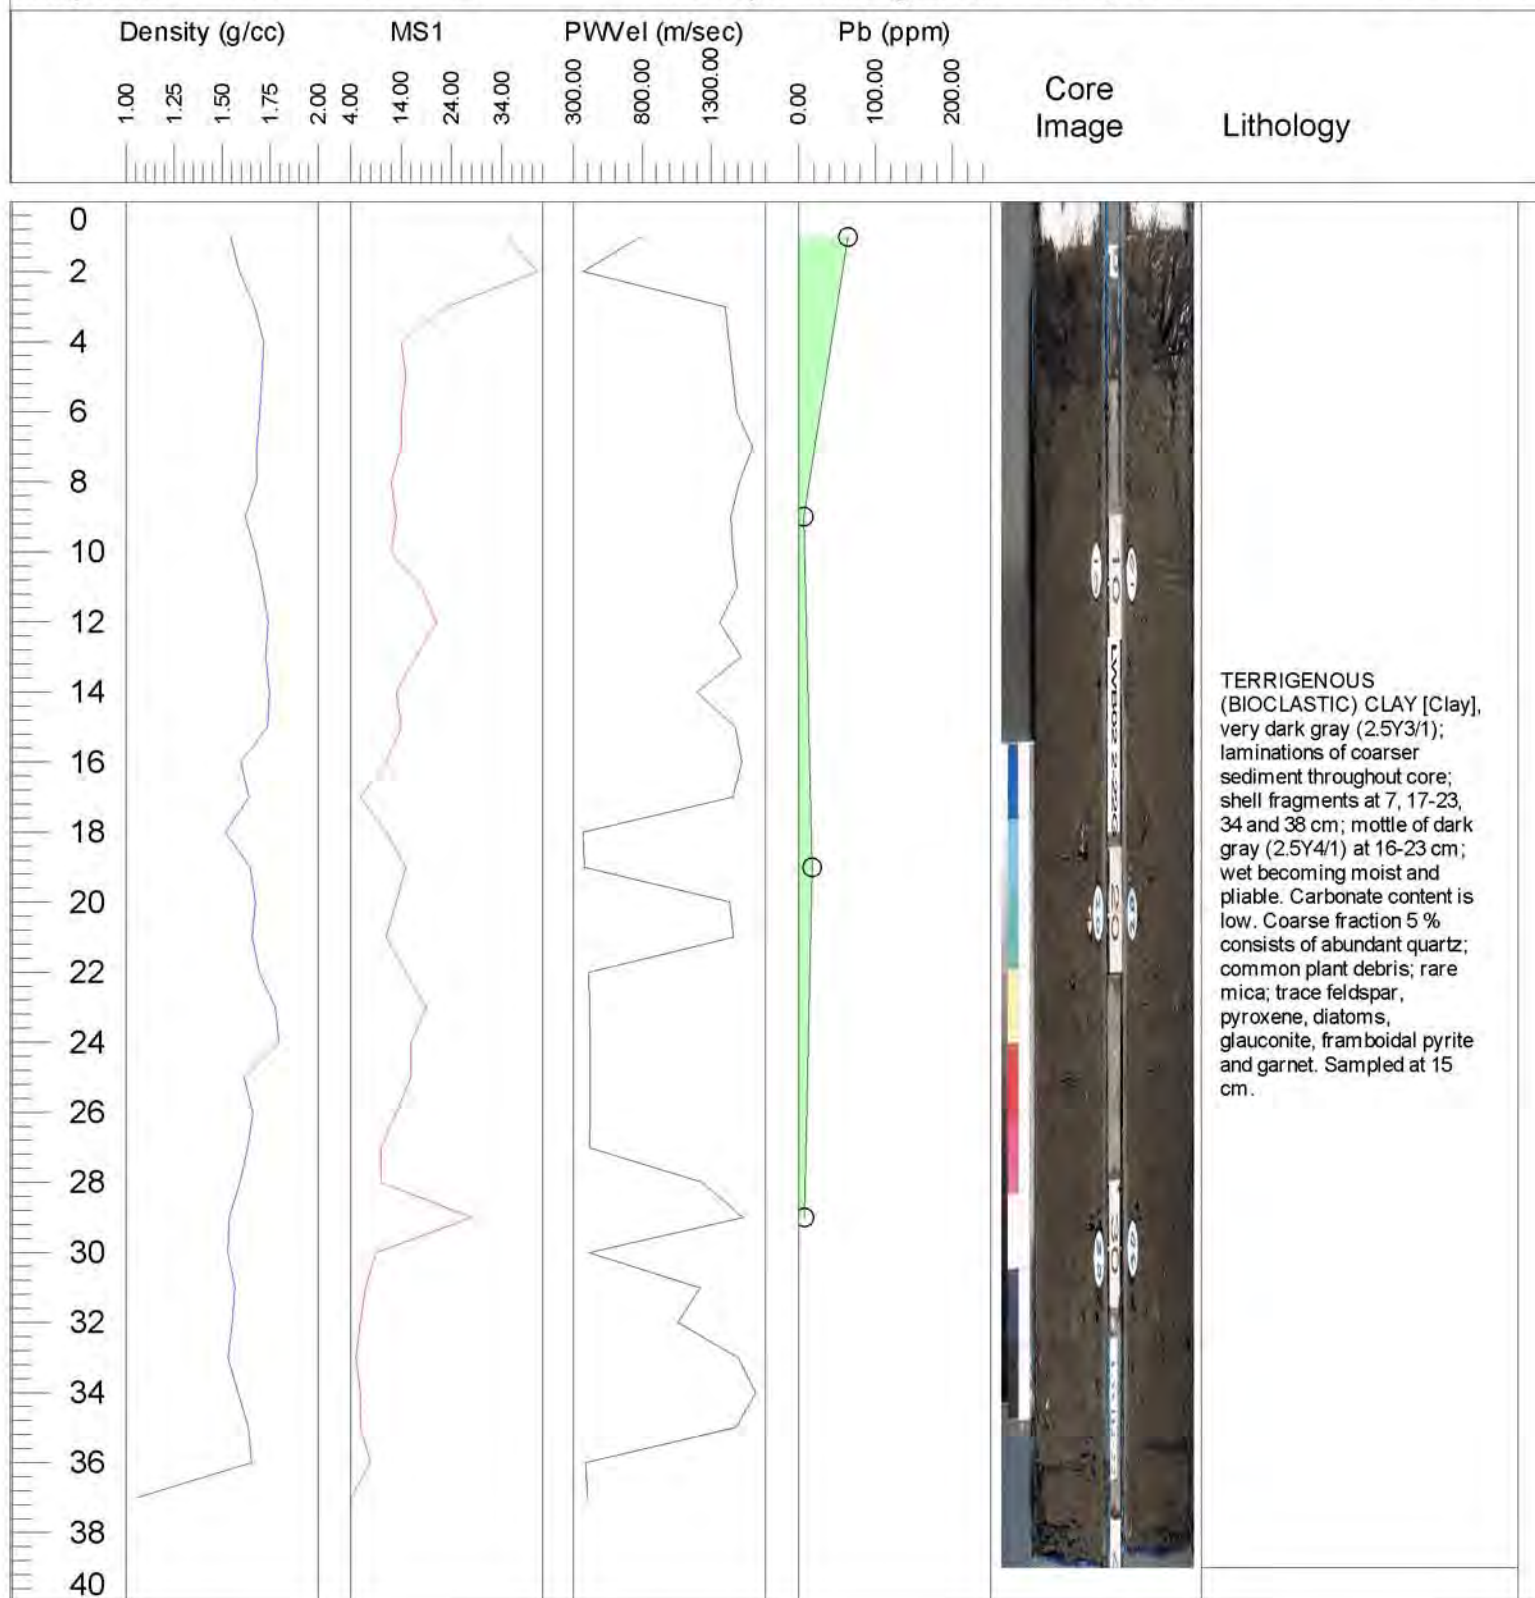 Density (g/cc) MS1 PWVel (m/sec) Pb (ppm)
1.00 1.25 1.50 1.75 2.00 4.00 14.00 24.00 34.00 300.00 800.00 1300.00 0.00 100.00 200.00
Core
Image
Lithology
0
2
4
6
8
10
12
14
16
18
20
22
24
26
28
30
32
34
36
38
40
10
20
30
TERRIGENOUS
(BIOCLASTIC) CLAY [Clay],
very dark gray (2.5Y3/1);
laminations of coarser
sediment throughout core;
shell fragments at 7, 17-23,
34 and 38 cm; mottle of dark
gray (2.5Y4/1) at 16-23 cm;
wet becoming moist and
pliable. Carbonate content is
low. Coarse fraction 5 %
consists of abundant quartz;
common plant debris; rare
mica; trace feldspar,
pyroxene, diatoms,
glauconite, framboidal pyrite
and garnet. Sampled at 15
cm.